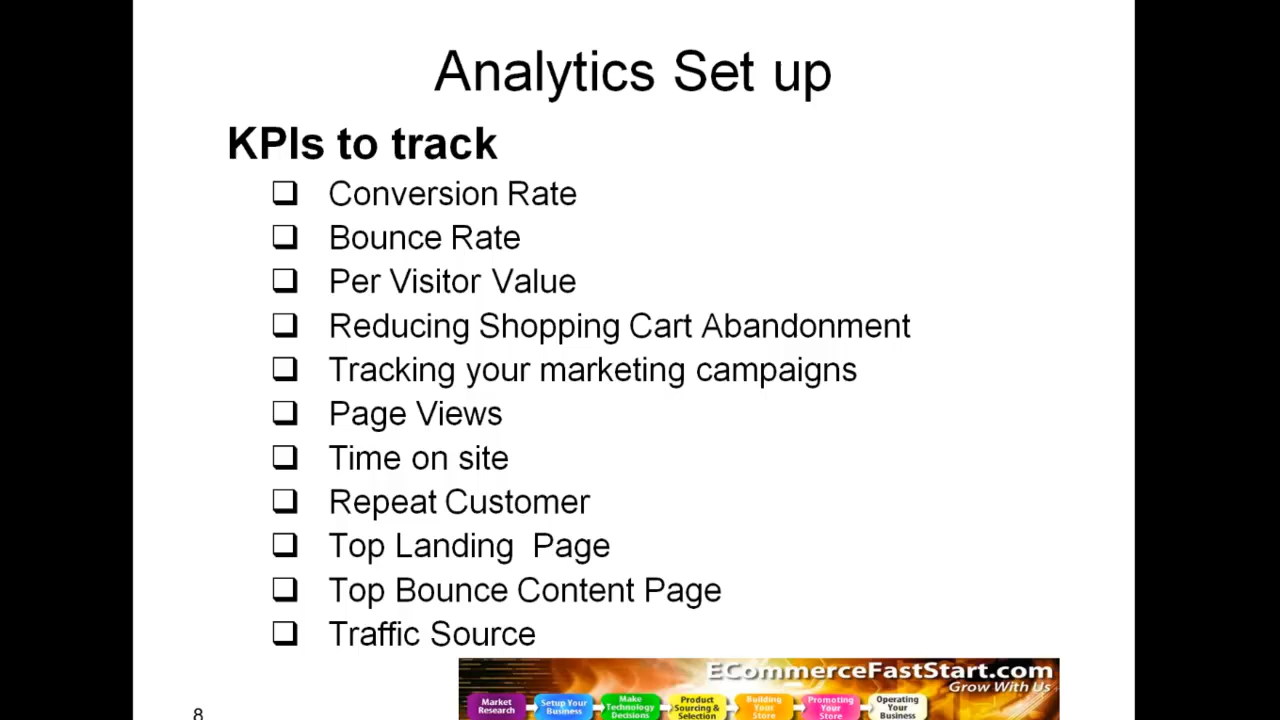 Analytics Set up
KPIs to track
Conversion Rate
Bounce Rate
Per Visitor Value
Reducing Shopping Cart Abandonment
Tracking your marketing campaigns
Page Views
Time on site
Repeat Customer
Top Landing  Page
Top Bounce Content Page
Traffic Source
ECommerceFastStart.com
Grow With Us
Market
Research
Setup Your
Business
Make
Technology
Decisions
Product
Sourcing &
Selection
Building
Your
Store
Promoting
Your
Store
Operating
Your
Business
8